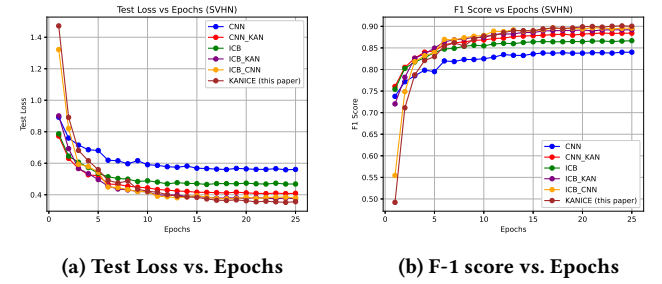 Test Loss vs Epochs (SVHN)
1.4
1.2
1.0
0.8
0.6
0.4
Test Loss
0 5 10 15 20 25
Epochs
CNN
CNN_KAN
ICB
ICB_KAN
ICB_CNN
KANICE (this paper)
(a) Test Loss vs. Epochs
F1 Score vs Epochs (SVHN)
0.90
0.85
0.80
0.75
0.70
0.65
0.60
0.55
0.50
F1 Score
0 5 10 15 20 25
Epochs
CNN
CNN_KAN
ICB
ICB_KAN
ICB_CNN
KANICE (this paper)
(b) F-1 score vs. Epochs